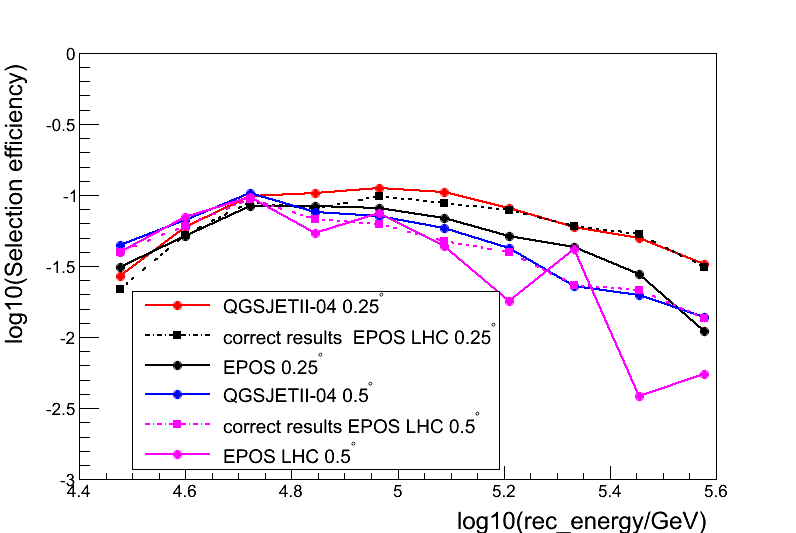 log10(Selection efficiency)
0
-0.5
-1
-1.5
-2
-2.5
-3
QGSJETII-04 0.25°
correct results  EPOS LHC 0.25°
EPOS 0.25°
QGSJETII-04 0.5°
correct results EPOS LHC 0.5°
EPOS LHC 0.5°
4.4 4.6 4.8 5 5.2 5.4 5.6
log10(rec_energy/GeV)